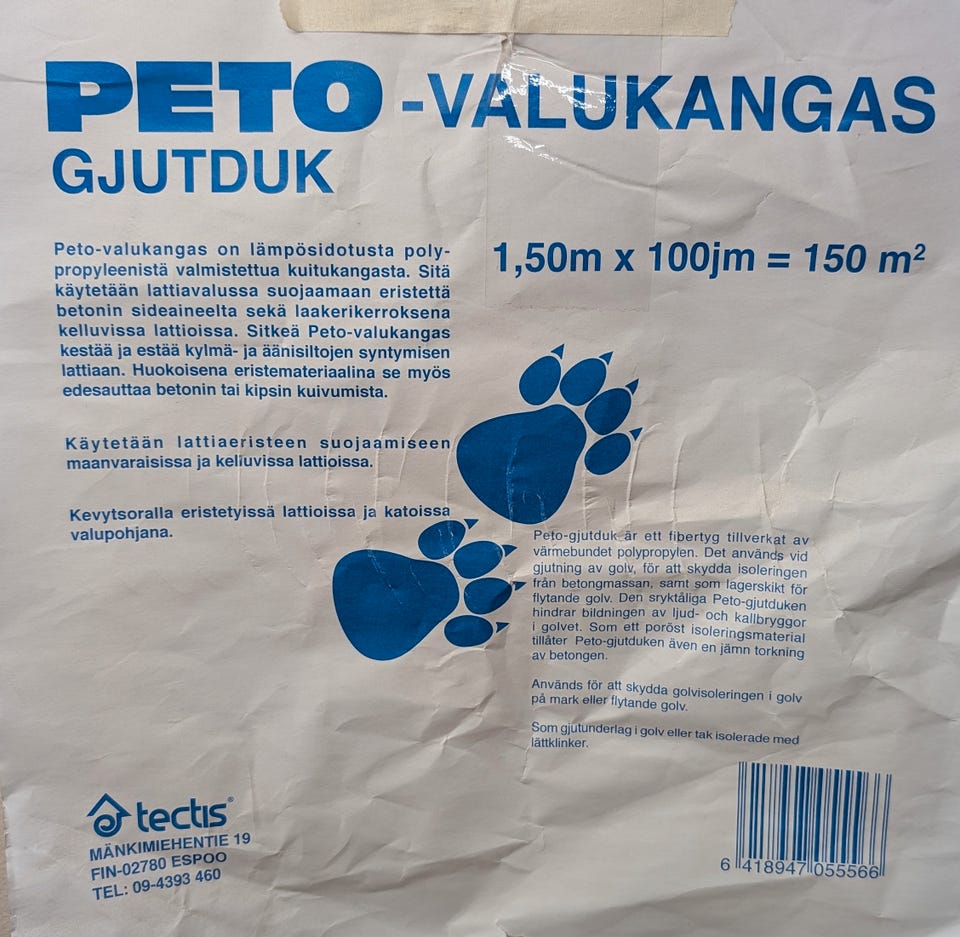 PETO -VALUKANGAS
GJUTDUK
Peto-valukangas on lämpösidotusta poly-
propyleenistä valmistettua kuitukangasta. Sitä
käytetään lattiavalussa suojaamaan eristettä
betonin sideaineelta sekä laakerikerroksena
kelluvissa lattioissa. Sitkeä Peto-valukangas
kestää ja estää kylmä- ja äänisiltojen syntymisen
lattiaan. Huokoisena eristemateriaalina se myös
edesauttaa betonin tai kipsin kuivumista.
Käytetään lattiaeristeen suojaamiseen
maanvaraisissa ja kelluvissa lattioissa.
Kevytsoralla eristetyissä lattioissa ja katoissa
valupohjana.
1,50m x 100jm = 150 m²
Peto-gjutduk är ett fibertyg tillverkat av
värmebundet polypropylen. Det används vid
gjutning av golv, för att skydda isoleringen
från betongmassan, samt som lagerskikt för
flytande golv. Den sryktåliga Peto-gjutduken
hindrar bildningen av ljud- och kallbryggor
i golvet. Som ett poröst isoleringsmaterial
tillåter Peto-gjutduken även en jämn torkning
av betongen.
Används för att skydda golvisoleringen i golv
på mark eller flytande golv.
Som gjutunderlag i golv eller tak isolerade med
lättklinker.
tectis®
MÄNKIMIEHENTIE 19
FIN-02780 ESPOO
TEL: 09-4393 460
6 418947 055566